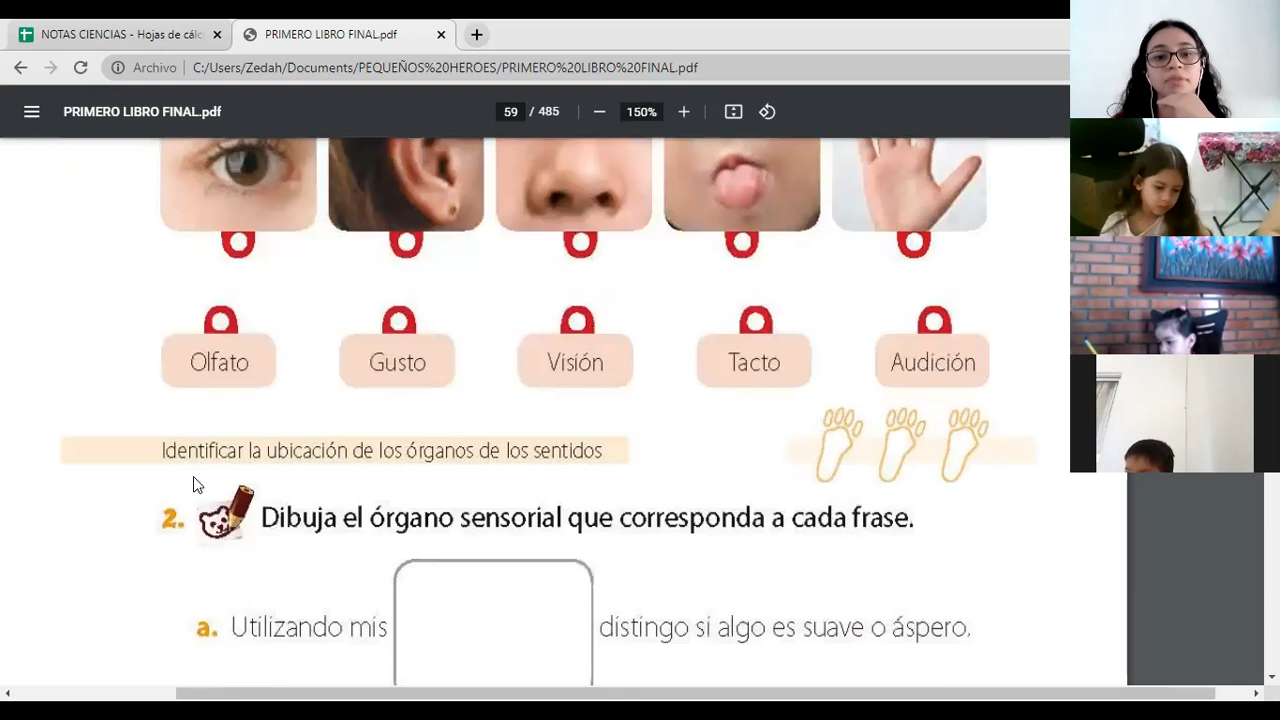 NOTAS CIENCIAS - Hojas de cálc
PRIMERO LIBRO FINAL.pdf
Archivo
C:/Users/Zedah/Documents/PEQUEÑOS%20HEROES/PRIMERO%20LIBRO%20FINAL.pdf
PRIMERO LIBRO FINAL.pdf
59 / 485
150%
Olfato
Gusto
Visión
Tacto
Audición
Identificar la ubicación de los órganos de los sentidos
2. Dibuja el órgano sensorial que corresponda a cada frase.
a. Utilizando mis distingo si algo es suave o áspero.